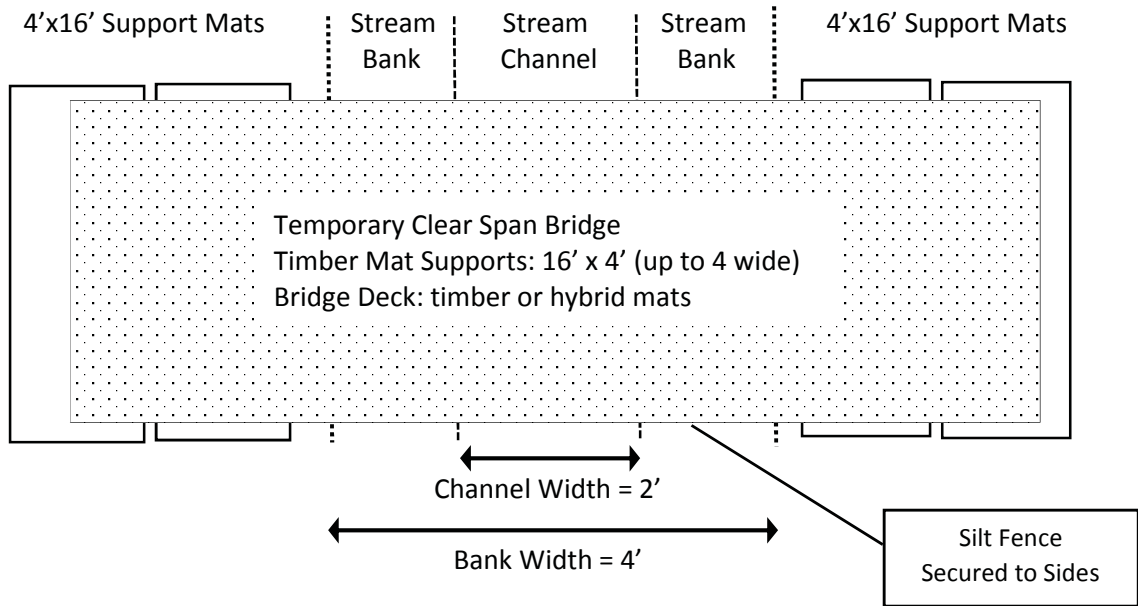 4’x16’ Support Mats
Stream
Bank
Stream
Channel
Stream
Bank
4’x16’ Support Mats
Temporary Clear Span Bridge
Timber Mat Supports: 16’ x 4’ (up to 4 wide)
Bridge Deck: timber or hybrid mats
Channel Width = 2’
Bank Width = 4’
Silt Fence
Secured to Sides